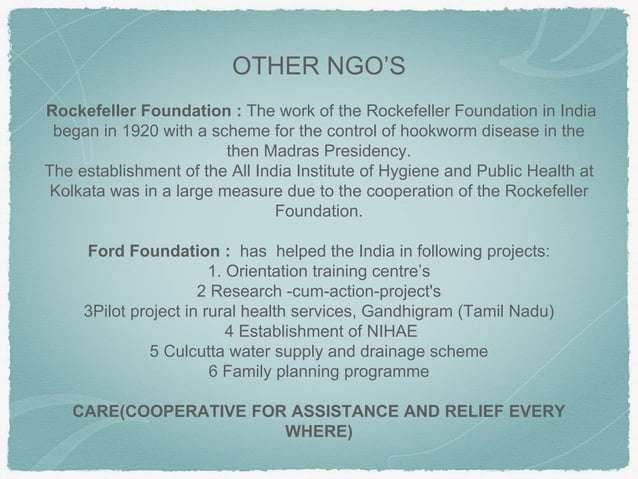 OTHER NGO’S
Rockefeller Foundation : The work of the Rockefeller Foundation in India
began in 1920 with a scheme for the control of hookworm disease in the
then Madras Presidency.
The establishment of the All India Institute of Hygiene and Public Health at
Kolkata was in a large measure due to the cooperation of the Rockefeller
Foundation.
Ford Foundation : has helped the India in following projects:
1. Orientation training centre’s
2 Research -cum-action-project's
3Pilot project in rural health services, Gandhigram (Tamil Nadu)
4 Establishment of NIHAE
5 Culcutta water supply and drainage scheme
6 Family planning programme
CARE(COOPERATIVE FOR ASSISTANCE AND RELIEF EVERY
WHERE)